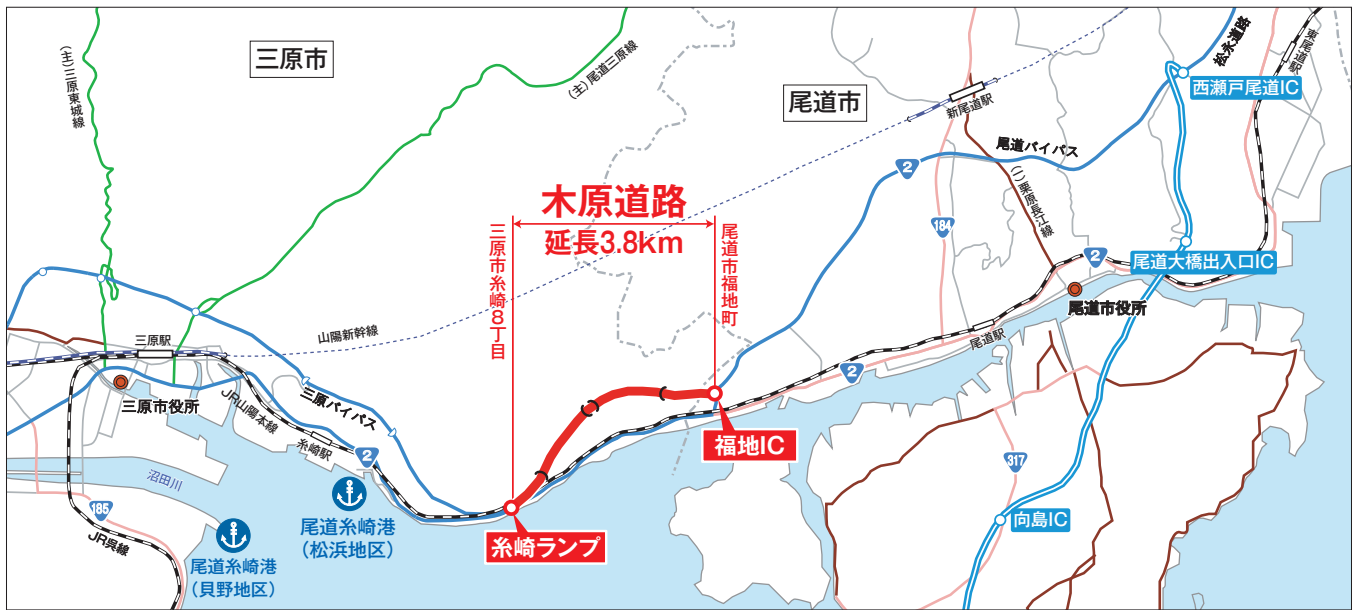 三原市
尾道市
(主)三原東城線
(主)尾道三原線
松永道路
東尾道駅
西瀬戸尾道IC
新尾道駅
尾道バイパス
2
(一)栗原長江線
木原道路
延長3.8km
三原市糸崎8丁目
尾道市福地町
184
2
尾道大橋出入口IC
尾道市役所
山陽新幹線
三原駅
尾道駅
2
三原市役所
三原バイパス
JR山陽本線
糸崎駅
2
福地IC
317
沼田川
185
尾道糸崎港
(松浜地区)
糸崎ランプ
向島IC
JR呉線
尾道糸崎港
(貝野地区)